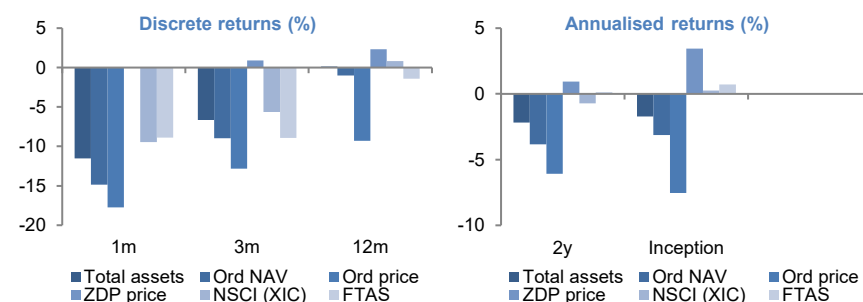 Discrete returns (%)
5
0
-5
-10
-15
-20
1m 3m 12m
Total assets Ord NAV Ord price
ZDP price NSCI (XIC) FTAS
Annualised returns (%)
5
0
-5
-10
2y Inception
Total assets Ord NAV Ord price
ZDP price NSCI (XIC) FTAS